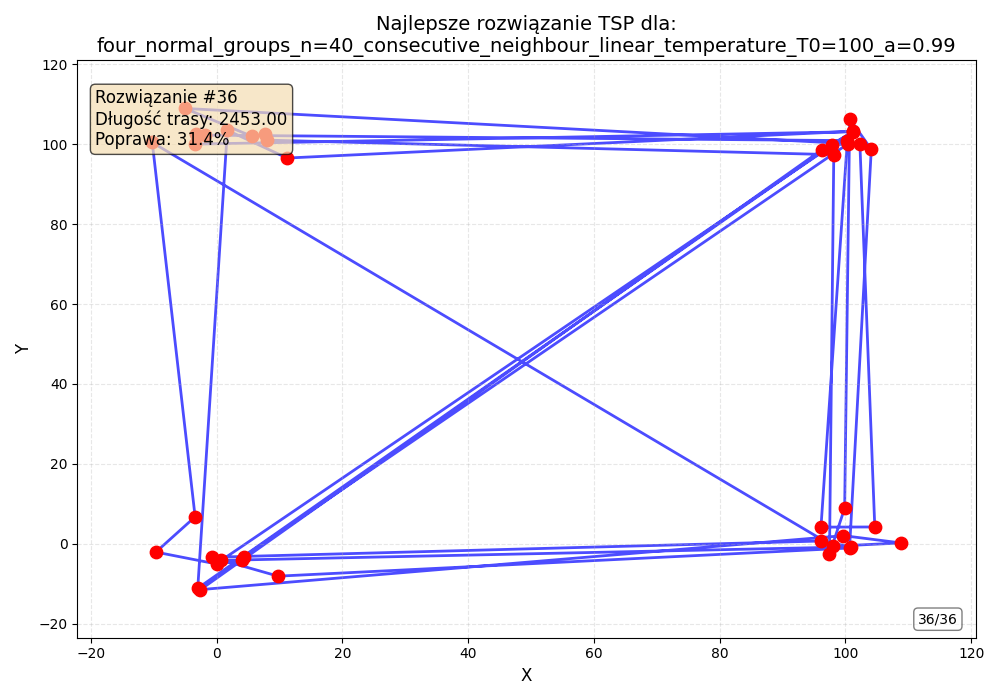 Najlepsze rozwiązanie TSP dla:
four_normal_groups_n=40_consecutive_neighbour_linear_temperature_T0=100_a=0.99
Rozwiązanie #36
Długość trasy: 2453.00
Poprawa: 31.4%
120
100
80
60
40
20
0
−20
Y
36/36
−20
0
20
40
60
80
100
120
X